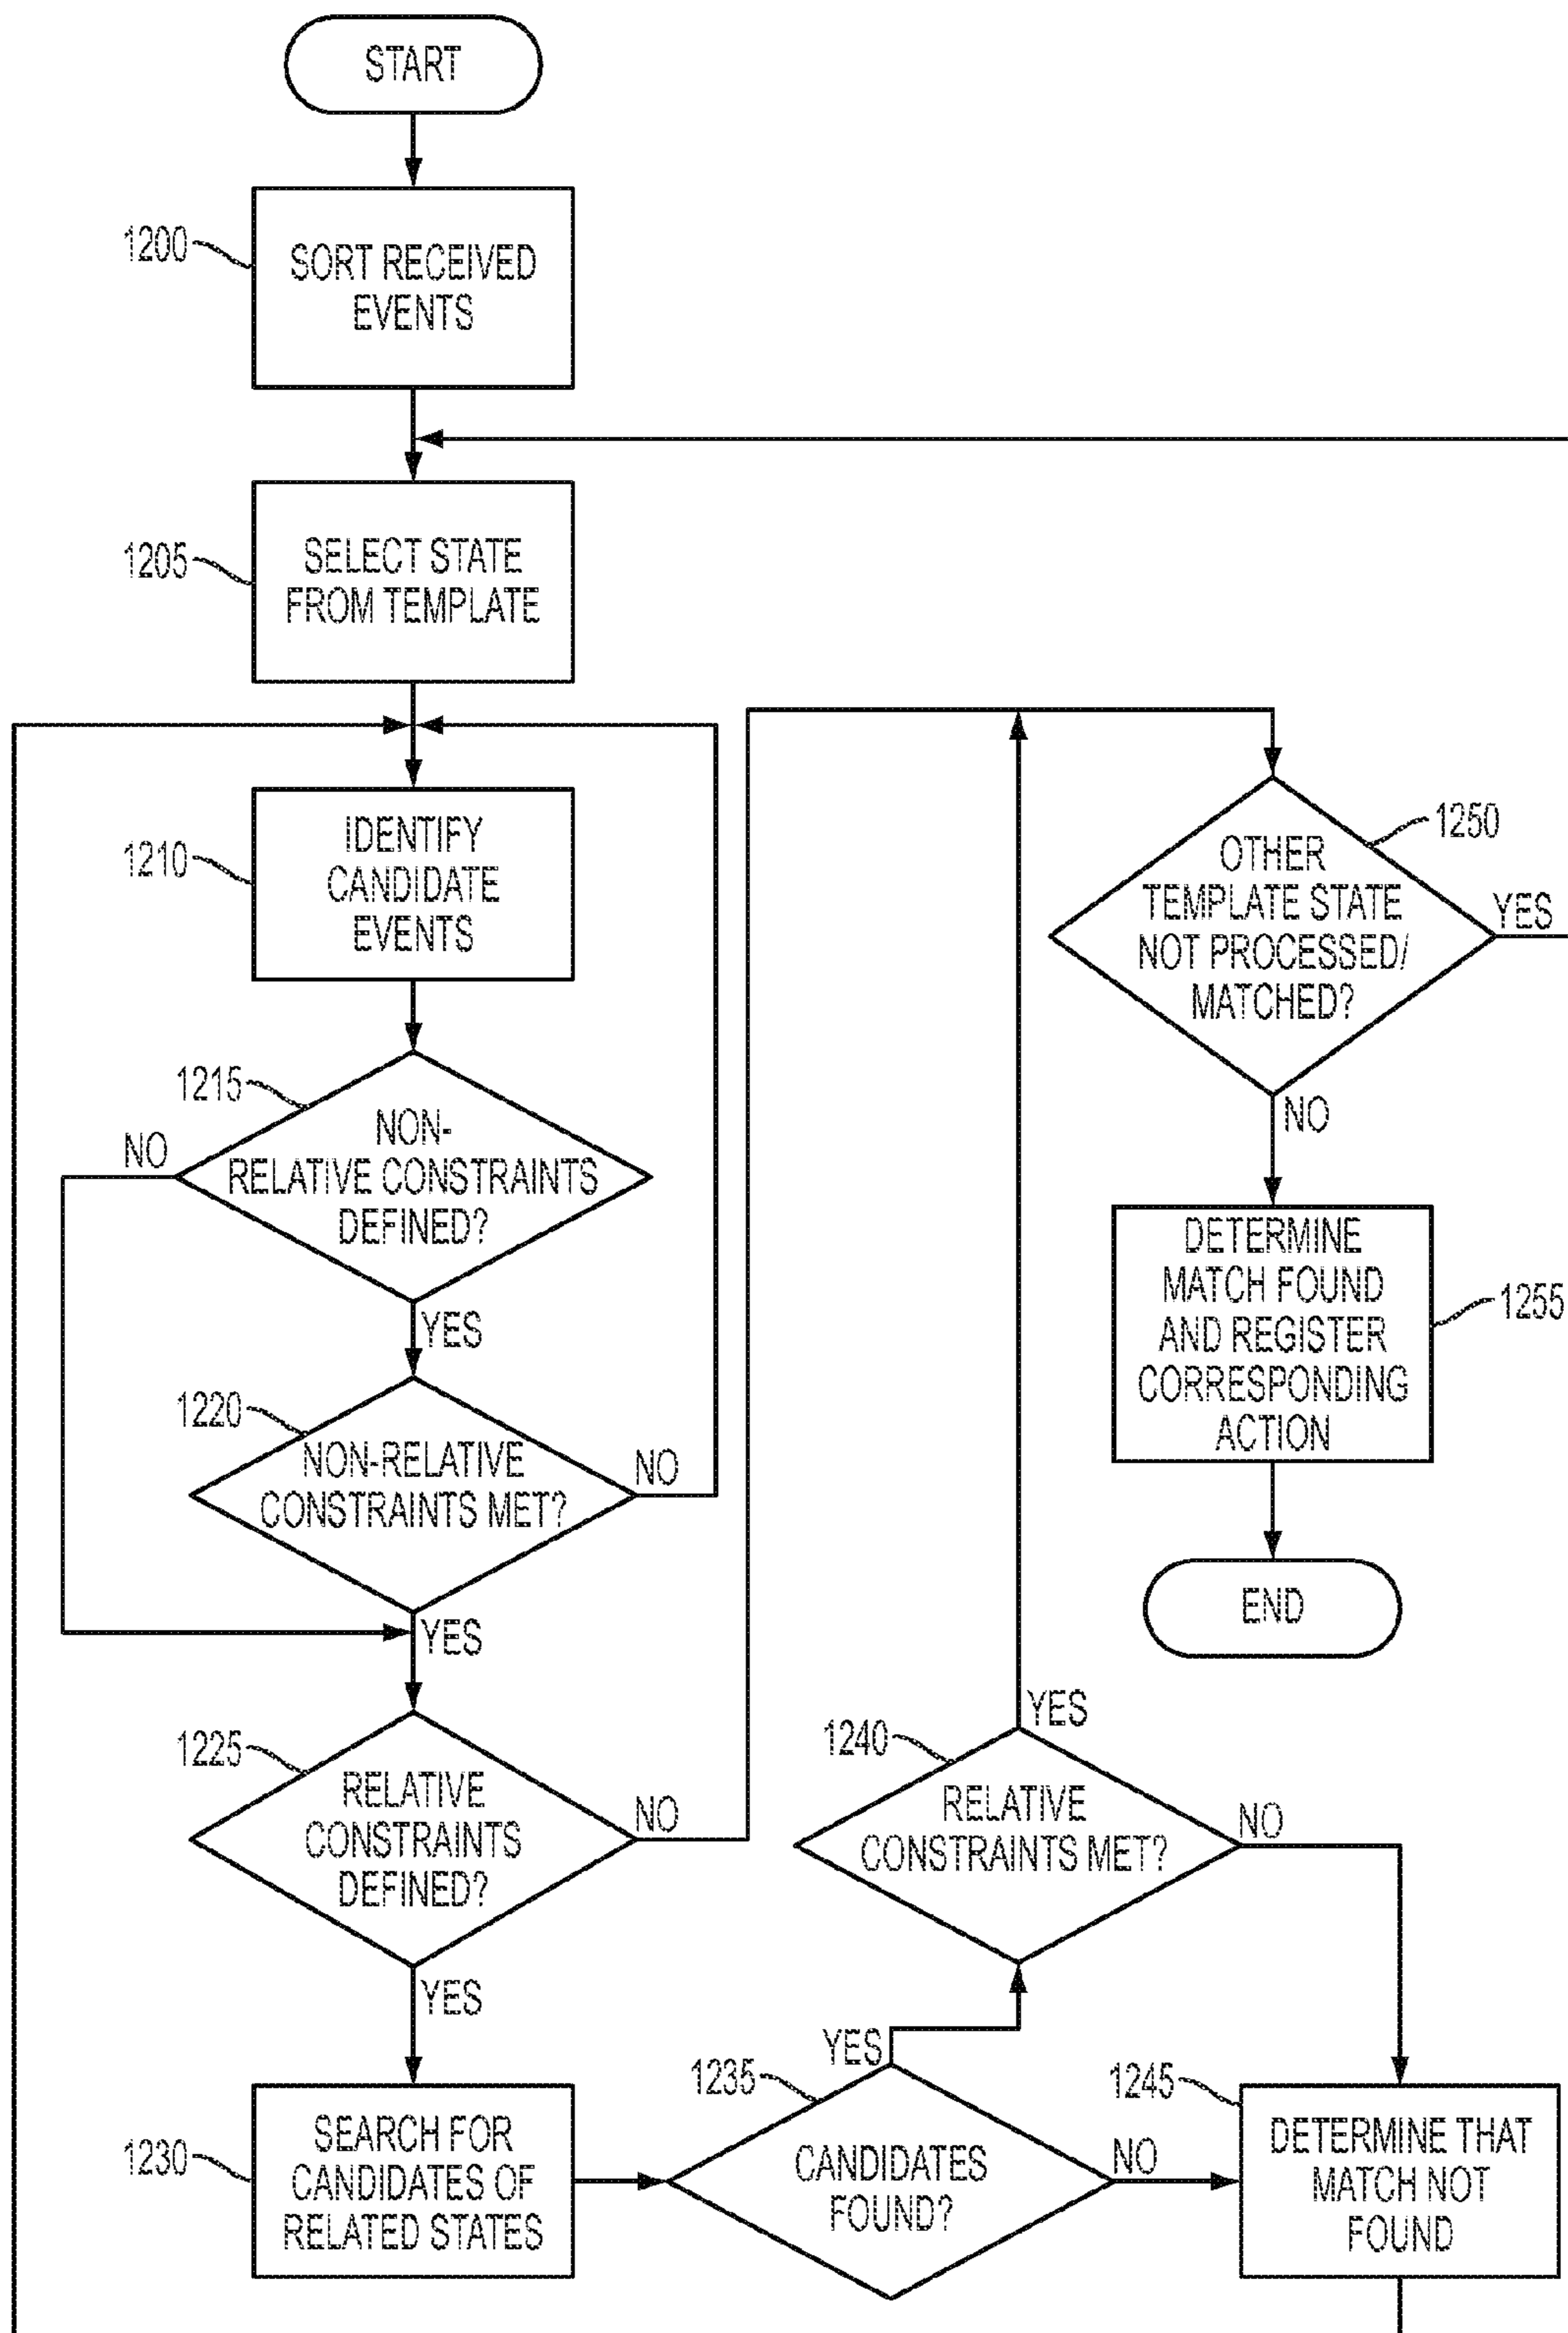 START
1200
SORT RECEIVED
EVENTS
1205
SELECT STATE
FROM TEMPLATE
1210
IDENTIFY
CANDIDATE
EVENTS
1215
NON-
RELATIVE CONSTRAINTS
DEFINED?
NO
YES
1220
NON-RELATIVE
CONSTRAINTS MET?
NO
YES
1225
RELATIVE
CONSTRAINTS
DEFINED?
NO
YES
1230
SEARCH FOR
CANDIDATES OF
RELATED STATES
1235
CANDIDATES
FOUND?
YES
NO
1240
RELATIVE
CONSTRAINTS MET?
YES
NO
1245
DETERMINE THAT
MATCH NOT
FOUND
1250
OTHER
TEMPLATE STATE
NOT PROCESSED/
MATCHED?
YES
NO
1255
DETERMINE
MATCH FOUND
AND REGISTER
CORRESPONDING
ACTION
END